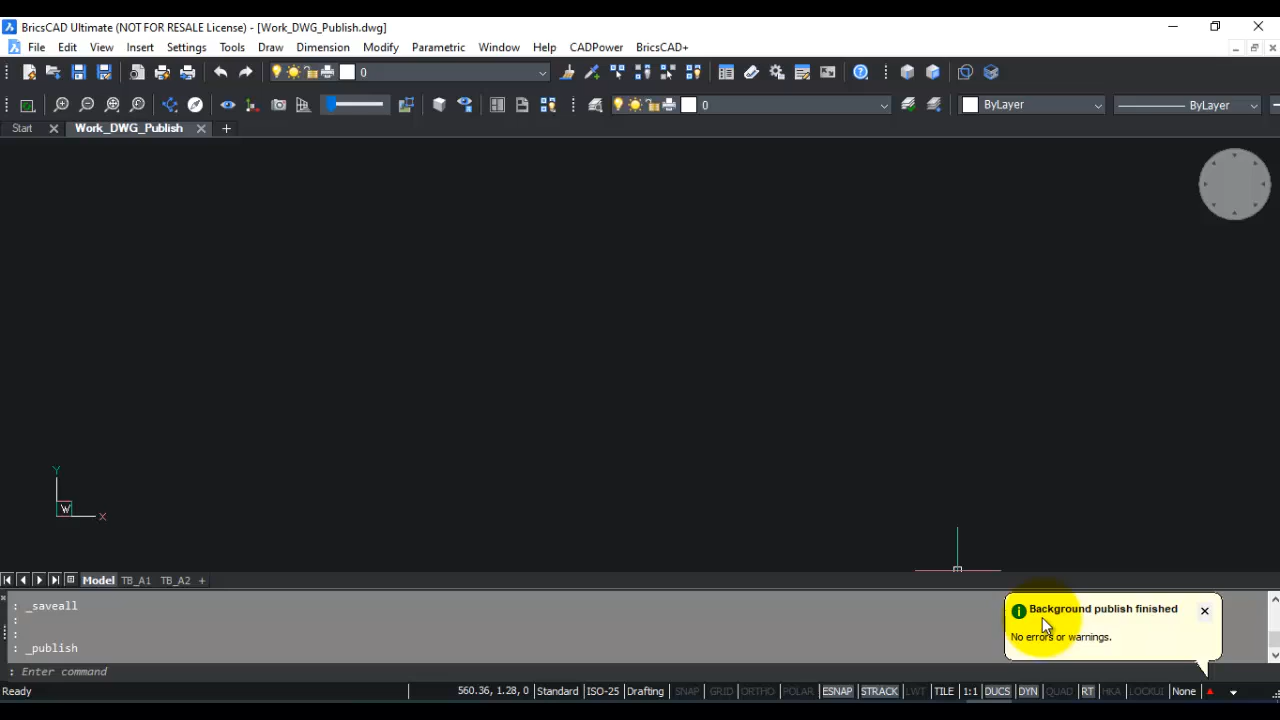 BricsCAD Ultimate (NOT FOR RESALE License) - [Work_DWG_Publish.dwg]
File Edit View Insert Settings Tools Draw Dimension Modify Parametric Window Help CADPower BricsCAD+
0
0 ByLayer ByLayer
Start Work_DWG_Publish
Y
W
X
Model TB_A1 TB_A2
: _saveall
:
:
: _publish
Background publish finished
No errors or warnings.
: Enter command
Ready 560.36, 1.28, 0 Standard ISO-25 Drafting SNAP GRID ORTHO POLAR ESNAP STRACK LWT TILE 1:1 DUCS DYN QUAD RT HKA LOCKUI None